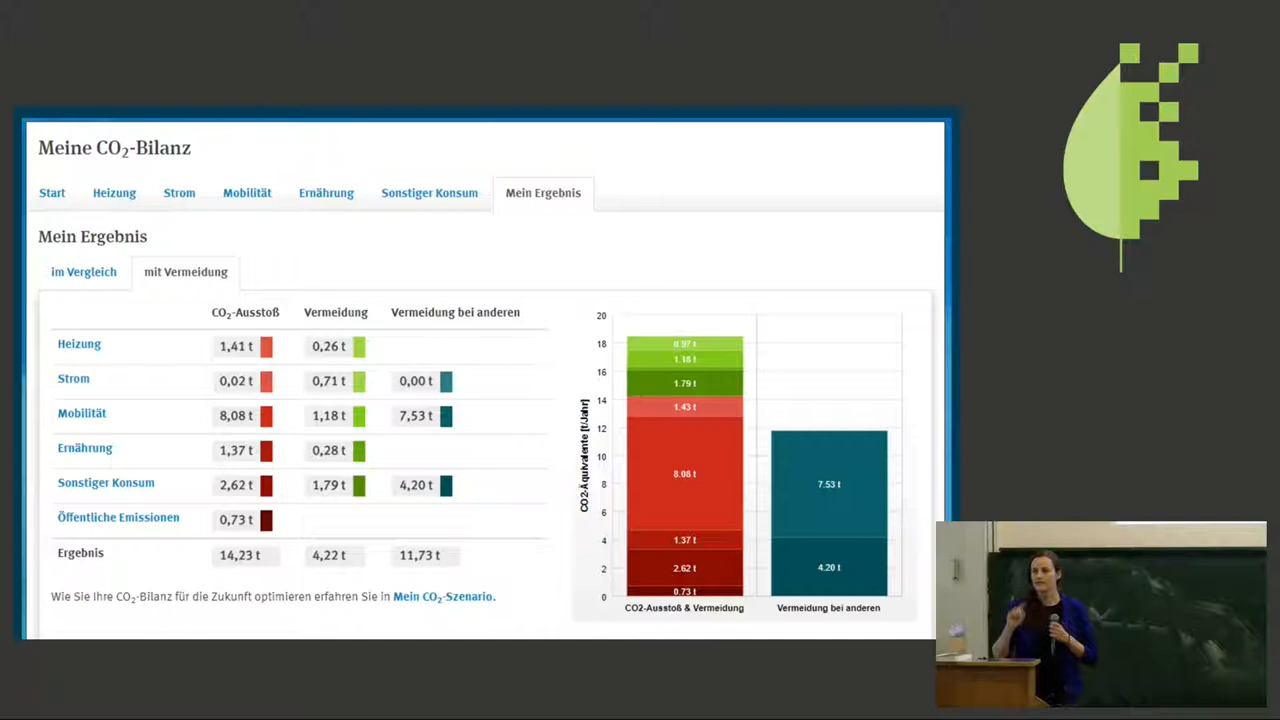 Meine CO₂-Bilanz
Start Heizung Strom Mobilität Ernährung Sonstiger Konsum Mein Ergebnis
Mein Ergebnis
im Vergleich mit Vermeidung
CO₂-Ausstoß Vermeidung Vermeidung bei anderen
Heizung 1,41 t 0,26 t
Strom 0,02 t 0,71 t 0,00 t
Mobilität 8,08 t 1,18 t 7,53 t
Ernährung 1,37 t 0,28 t
Sonstiger Konsum 2,62 t 1,79 t 4,20 t
Öffentliche Emissionen 0,73 t
Ergebnis 14,23 t 4,22 t 11,73 t
Wie Sie Ihre CO₂-Bilanz für die Zukunft optimieren erfahren Sie in Mein CO₂-Szenario.
CO2-Äquivalente [t/Jahr]
20
18
16
14
12
10
8
6
4
2
0
0.97 t
1.18 t
1.79 t
1.43 t
8.08 t
1.37 t
2.62 t
0.73 t
7.53 t
4.20 t
CO2-Ausstoß & Vermeidung Vermeidung bei anderen